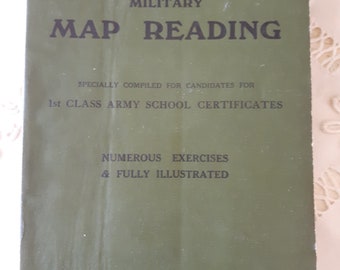 MILITARY
MAP READING
SPECIALLY COMPILED FOR CANDIDATES FOR
1st CLASS ARMY SCHOOL CERTIFICATES
NUMEROUS EXERCISES
& FULLY ILLUSTRATED